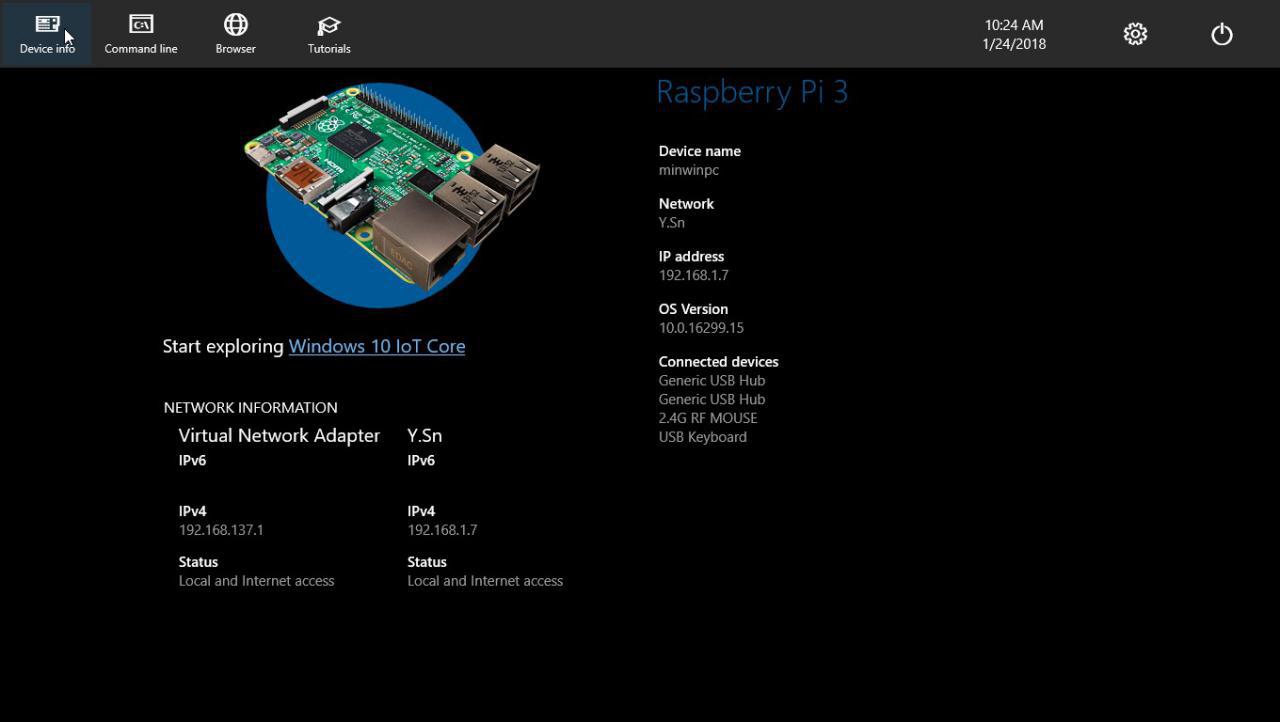 Device info
Command line
Browser
Tutorials
10:24 AM
1/24/2018
Raspberry Pi 3
Device name
minwinpc
Network
Y.Sn
IP address
192.168.1.7
OS Version
10.0.16299.15
Connected devices
Generic USB Hub
Generic USB Hub
2.4G RF MOUSE
USB Keyboard
HDMI
EDAC
Start exploring Windows 10 IoT Core
NETWORK INFORMATION
Virtual Network Adapter
IPv6
IPv4
192.168.137.1
Status
Local and Internet access
Y.Sn
IPv6
IPv4
192.168.1.7
Status
Local and Internet access